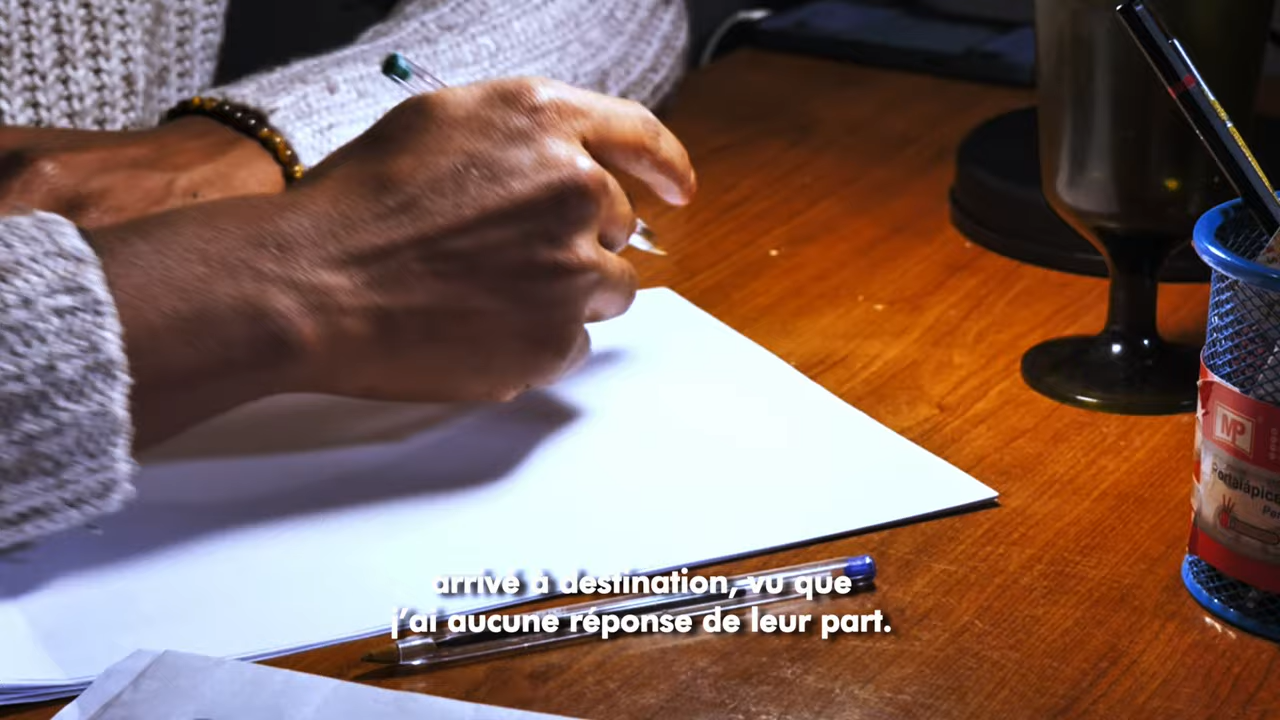 MP
arrivé à destination, vu que
j'ai aucune réponse de leur part.